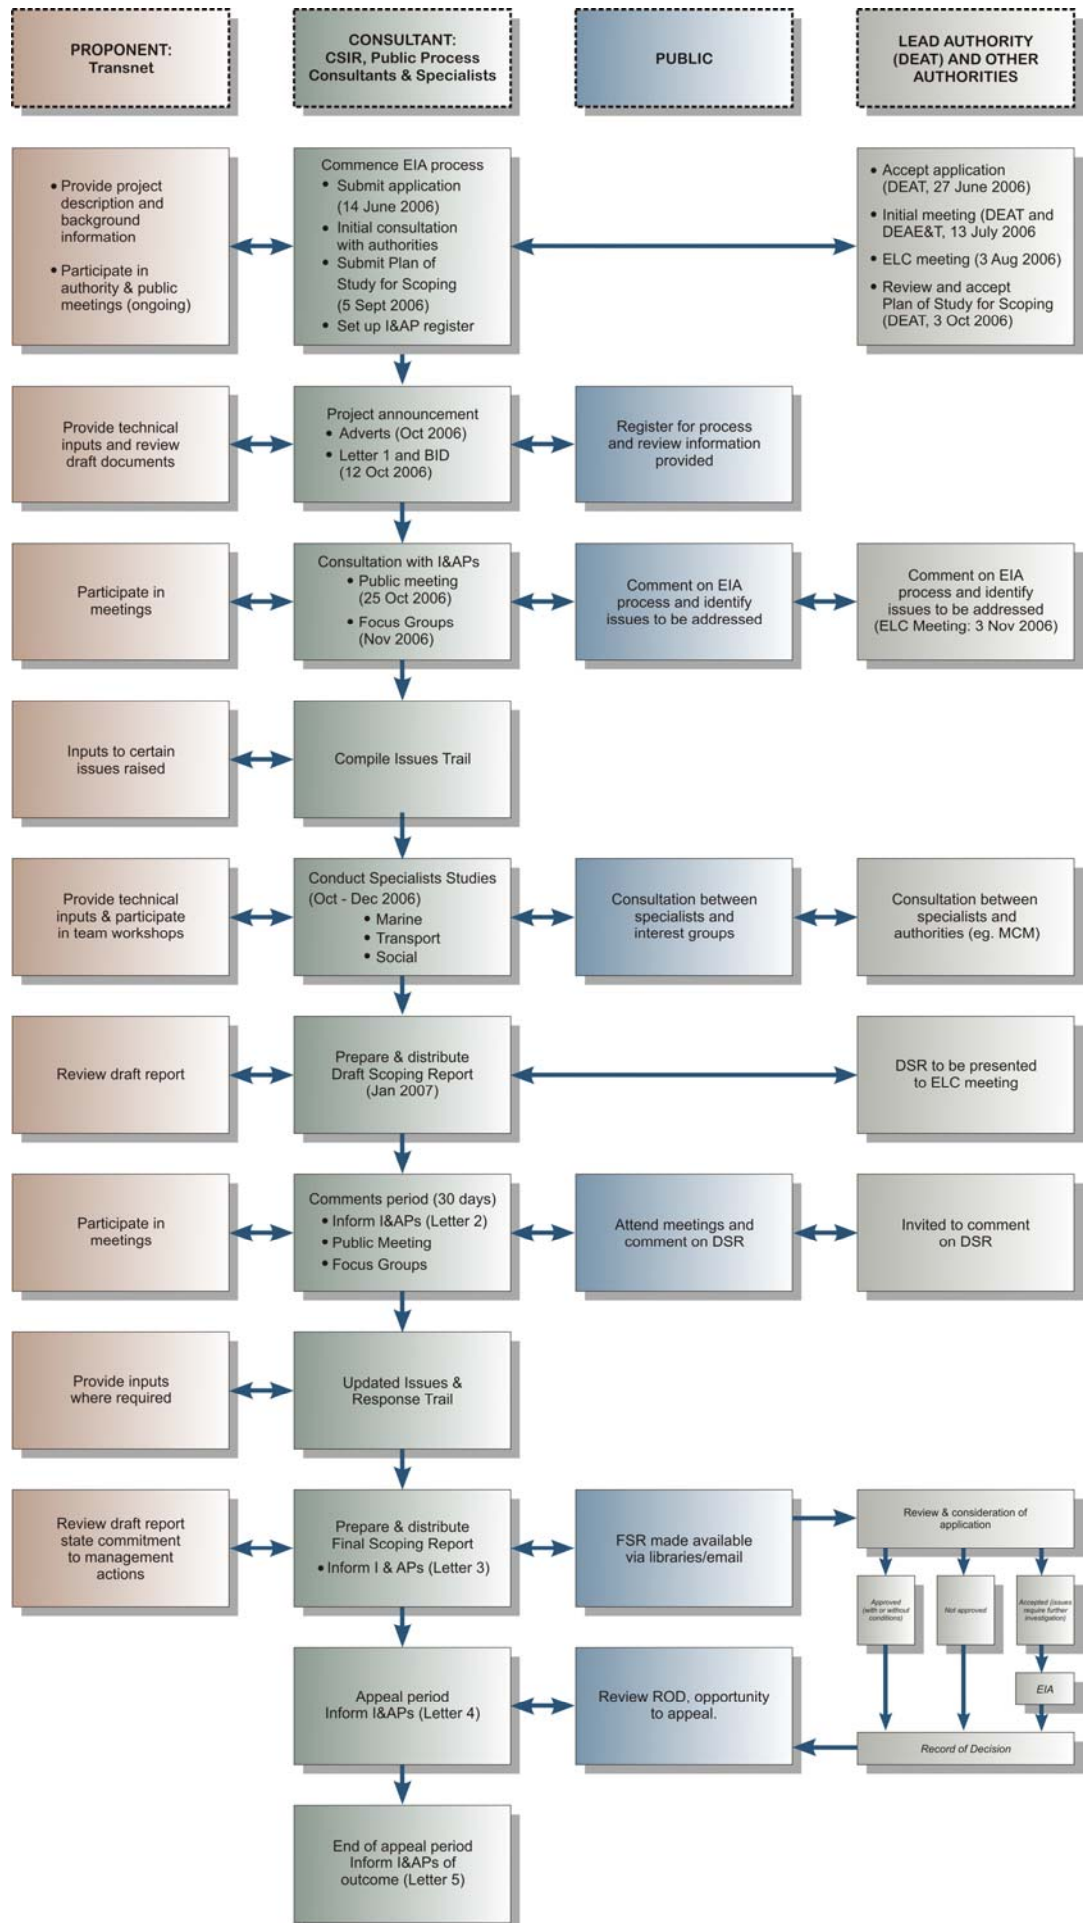 PROPONENT:
Transnet
CONSULTANT:
CSIR, Public Process
Consultants & Specialists
PUBLIC
LEAD AUTHORITY
(DEAT) AND OTHER
AUTHORITIES
• Provide project
description and
background
information
• Participate in
authority & public
meetings (ongoing)
Commence EIA process
• Submit application
(14 June 2006)
• Initial consultation
with authorities
• Submit Plan of
Study for Scoping
(5 Sept 2006)
• Set up I&AP register
• Accept application
(DEAT, 27 June 2006)
• Initial meeting (DEAT and
DEAE&T, 13 July 2006
• ELC meeting (3 Aug 2006)
• Review and accept
Plan of Study for Scoping
(DEAT, 3 Oct 2006)
Provide technical
inputs and review
draft documents
Project announcement
• Adverts (Oct 2006)
• Letter 1 and BID
(12 Oct 2006)
Register for process
and review information
provided
Participate in
meetings
Consultation with I&APs
• Public meeting
(25 Oct 2006)
• Focus Groups
(Nov 2006)
Comment on EIA
process and identify
issues to be addressed
Comment on EIA
process and identify
issues to be addressed
(ELC Meeting: 3 Nov 2006)
Inputs to certain
issues raised
Compile Issues Trail
Provide technical
inputs & participate
in team workshops
Conduct Specialists Studies
(Oct - Dec 2006)
• Marine
• Transport
• Social
Consultation between
specialists and
interest groups
Consultation between
specialists and
authorities (eg. MCM)
Review draft report
Prepare & distribute
Draft Scoping Report
(Jan 2007)
DSR to be presented
to ELC meeting
Participate in
meetings
Comments period (30 days)
• Inform I&APs (Letter 2)
• Public Meeting
• Focus Groups
Attend meetings and
comment on DSR
Invited to comment
on DSR
Provide inputs
where required
Updated Issues &
Response Trail
Review draft report
state commitment
to management
actions
Prepare & distribute
Final Scoping Report
• Inform I & APs (Letter 3)
FSR made available
via libraries/email
Review & consideration of
application
Approved
(with or without
conditions)
Not approved
Accepted (issues
require further
investigation)
EIA
Appeal period
Inform I&APs (Letter 4)
Review ROD, opportunity
to appeal.
Record of Decision
End of appeal period
Inform I&APs of
outcome (Letter 5)